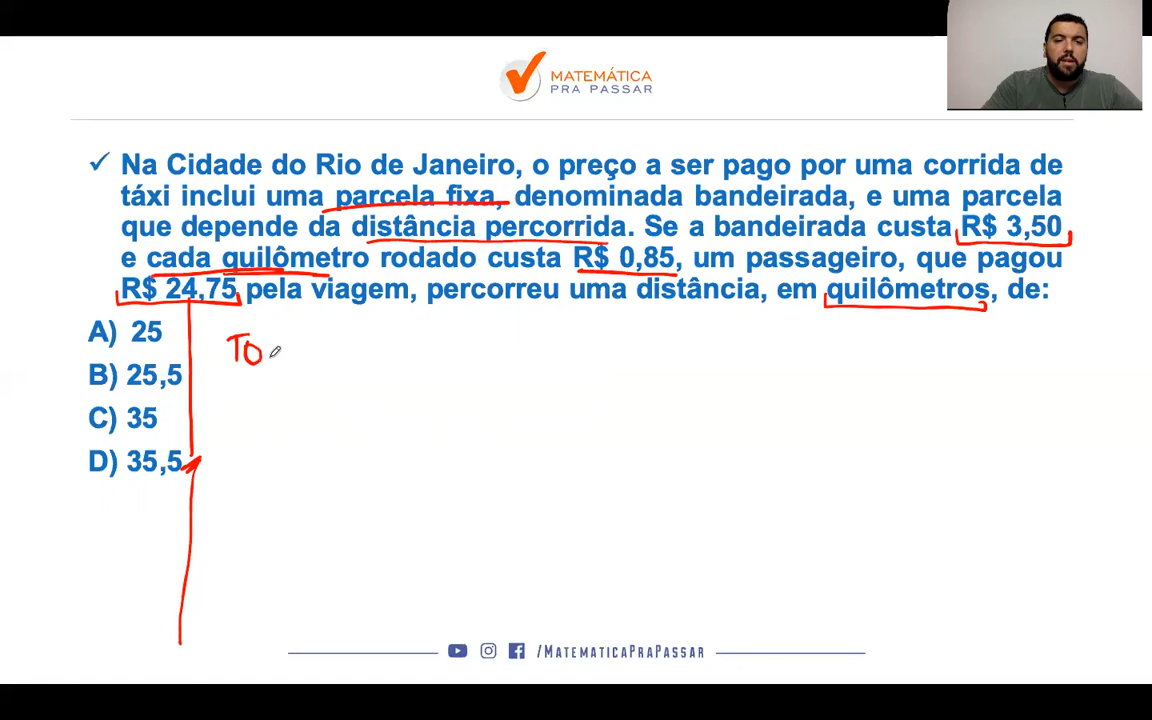 MATEMÁTICA
PRA PASSAR
✓ Na Cidade do Rio de Janeiro, o preço a ser pago por uma corrida de
táxi inclui uma parcela fixa, denominada bandeirada, e uma parcela
que depende da distância percorrida. Se a bandeirada custa R$ 3,50
e cada quilômetro rodado custa R$ 0,85, um passageiro, que pagou
R$ 24,75 pela viagem, percorreu uma distância, em quilômetros, de:
A) 25
TO
B) 25,5
C) 35
D) 35,5
/MATEMATICAPRAPASSAR